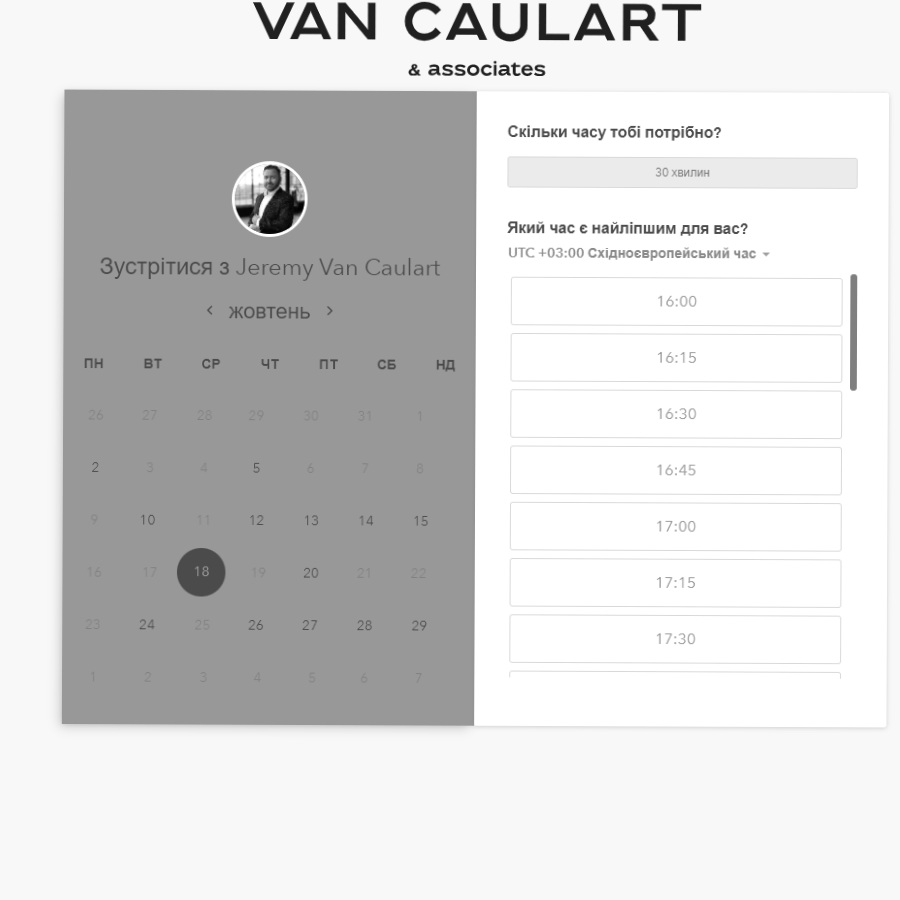 VAN CAULART
& associates
Зустрітися з Jeremy Van Caulart
‹ жовтень ›
ПН ВТ СР ЧТ ПТ СБ НД
26 27 28 29 30 31 1
2 3 4 5 6 7 8
9 10 11 12 13 14 15
16 17 18 19 20 21 22
23 24 25 26 27 28 29
1 2 3 4 5 6 7
Скільки часу тобі потрібно?
30 хвилин
Який час є найліпшим для вас?
UTC +03:00 Східноєвропейський час
16:00
16:15
16:30
16:45
17:00
17:15
17:30